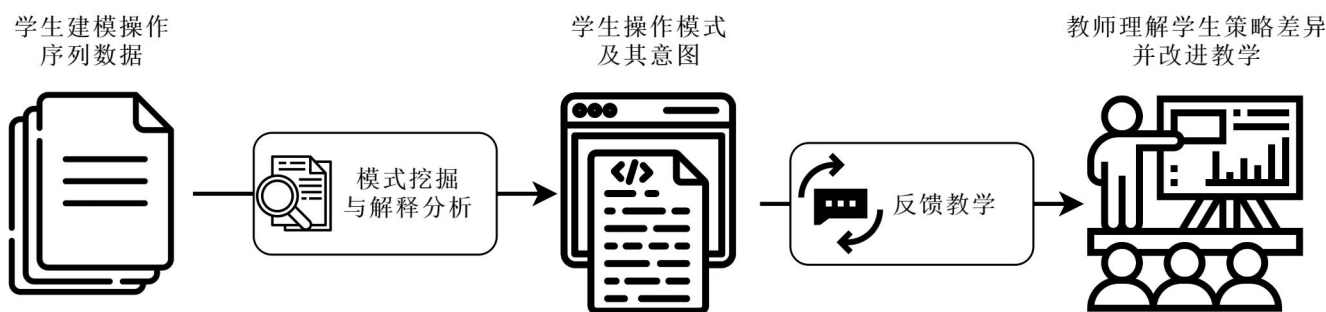 学生建模操作
序列数据
学生操作模式
及其意图
教师理解学生策略差异
并改进教学
模式挖掘
与解释分析
</>
反馈教学